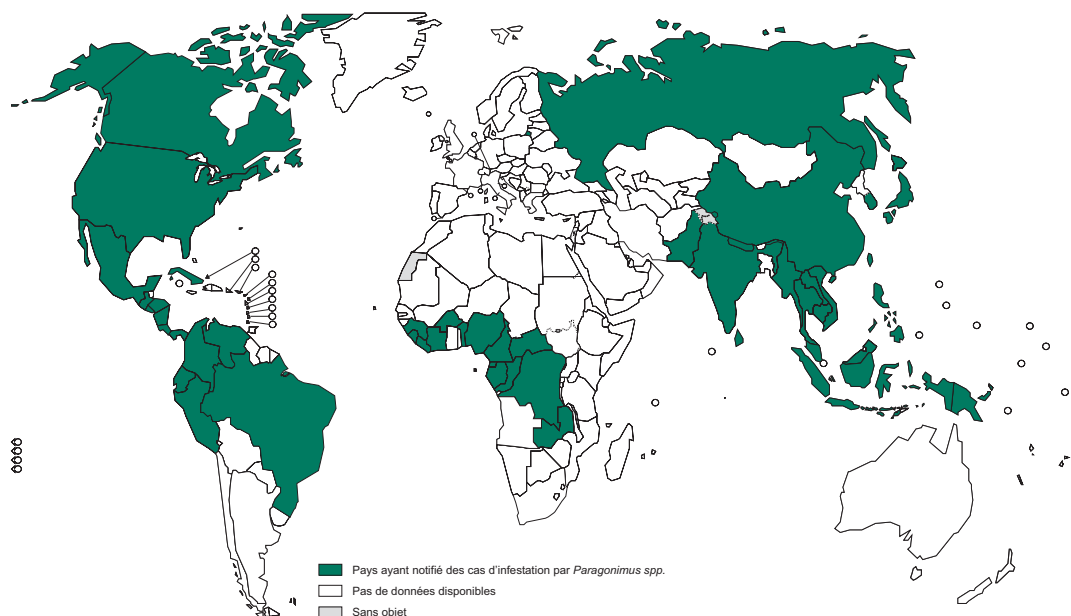 Pays ayant notifié des cas d'infestation par Paragonimus spp.
Pas de données disponibles
Sans objet